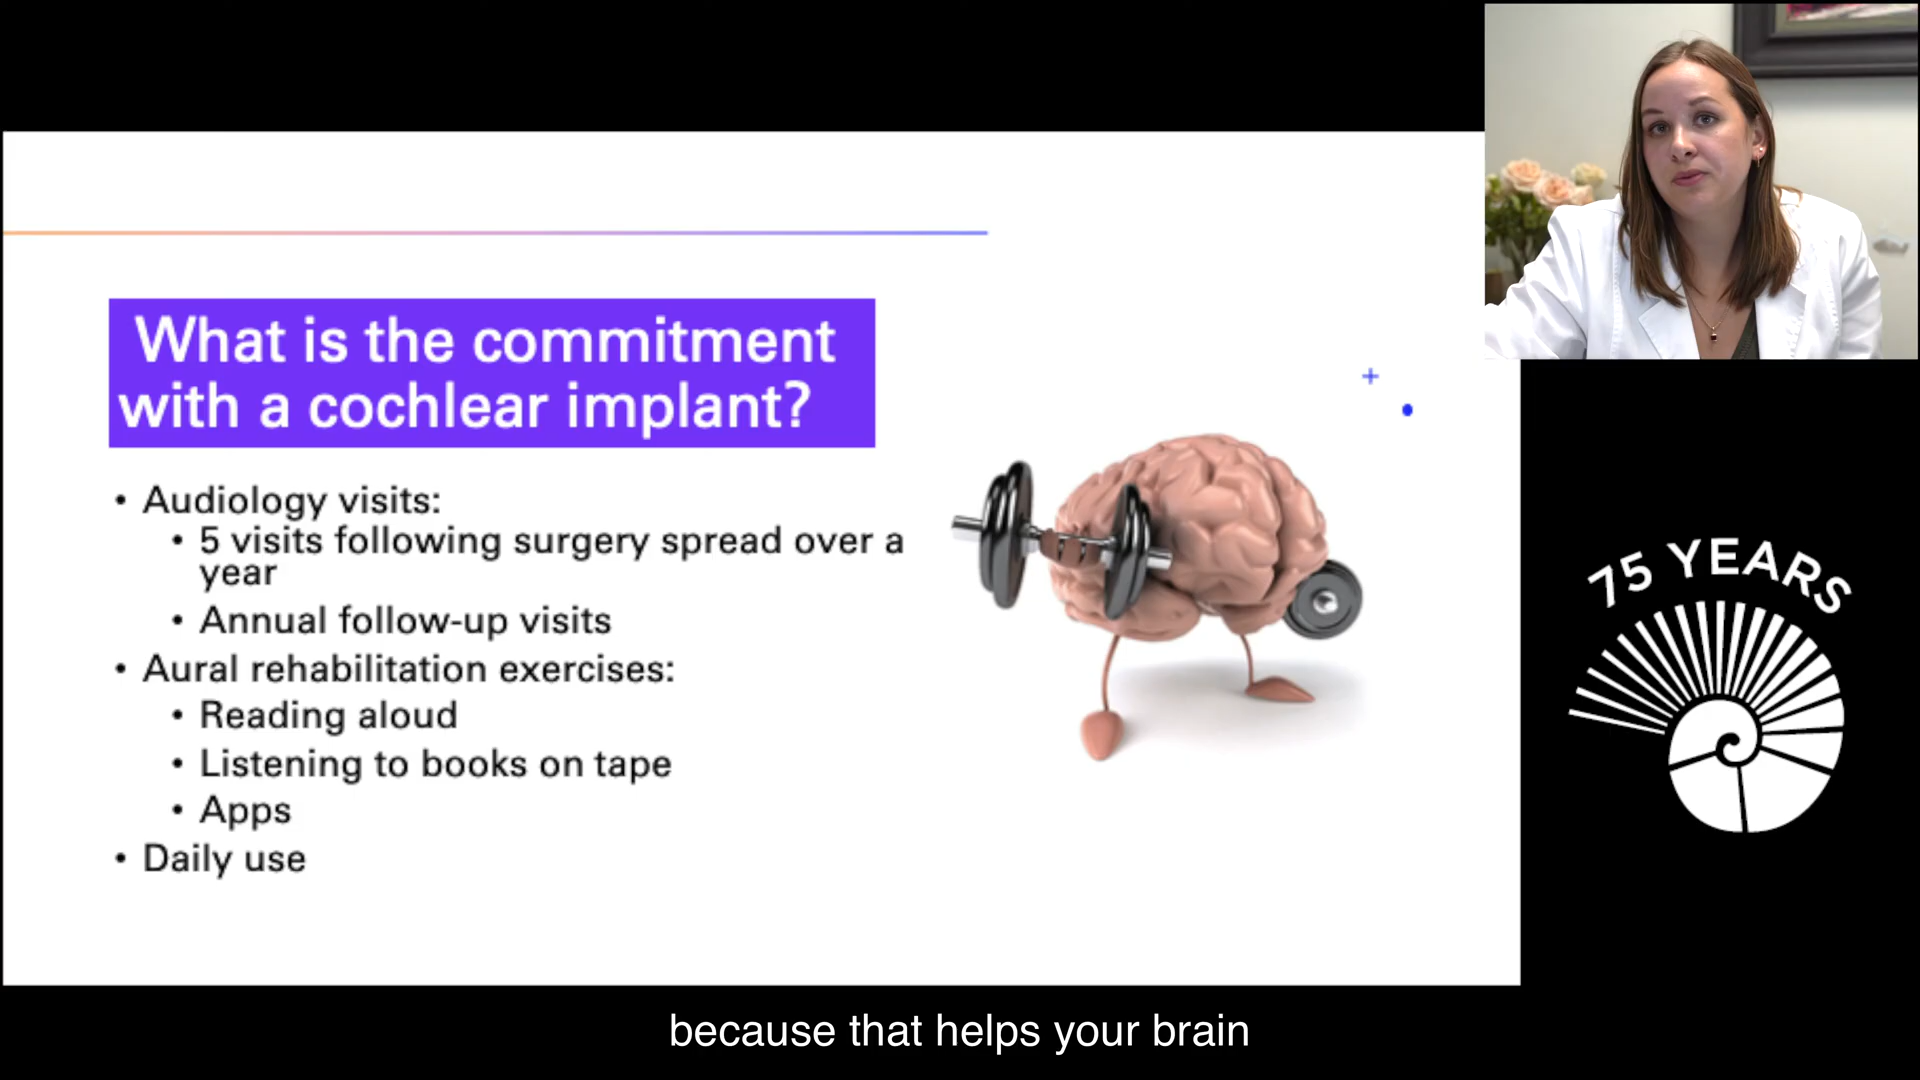 What is the commitment
with a cochlear implant?
• Audiology visits:
• 5 visits following surgery spread over a
year
• Annual follow-up visits
• Aural rehabilitation exercises:
• Reading aloud
• Listening to books on tape
• Apps
• Daily use
75 YEARS
because that helps your brain